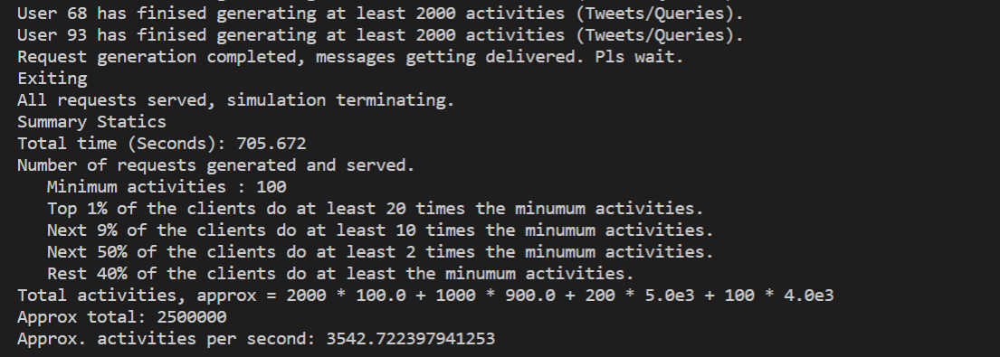 User 68 has finised generating at least 2000 activities (Tweets/Queries).
User 93 has finised generating at least 2000 activities (Tweets/Queries).
Request generation completed, messages getting delivered. Pls wait.
Exiting
All requests served, simulation terminating.
Summary Statics
Total time (Seconds): 705.672
Number of requests generated and served.
Minimum activities : 100
Top 1% of the clients do at least 20 times the minumum activities.
Next 9% of the clients do at least 10 times the minumum activities.
Next 50% of the clients do at least 2 times the minumum activities.
Rest 40% of the clients do at least the minumum activities.
Total activities, approx = 2000 * 100.0 + 1000 * 900.0 + 200 * 5.0e3 + 100 * 4.0e3
Approx total: 2500000
Approx. activities per second: 3542.722397941253